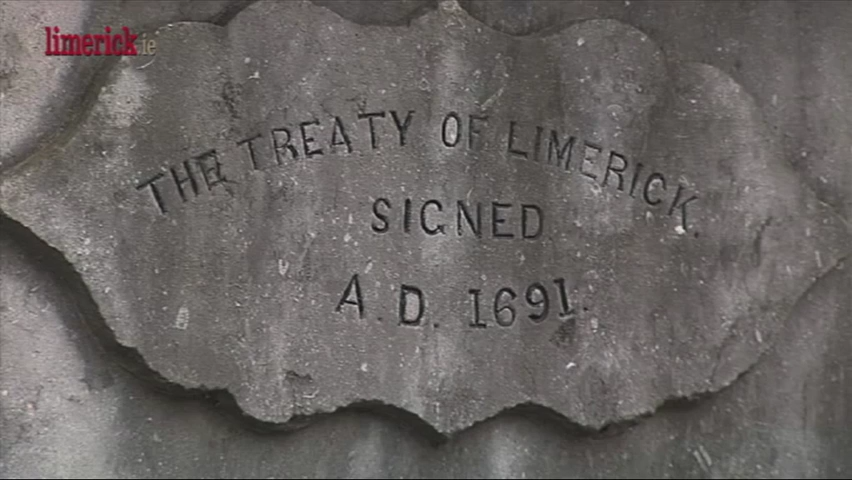 limerick.ie
THE TREATY OF LIMERICK.
SIGNED
A.D. 1691.